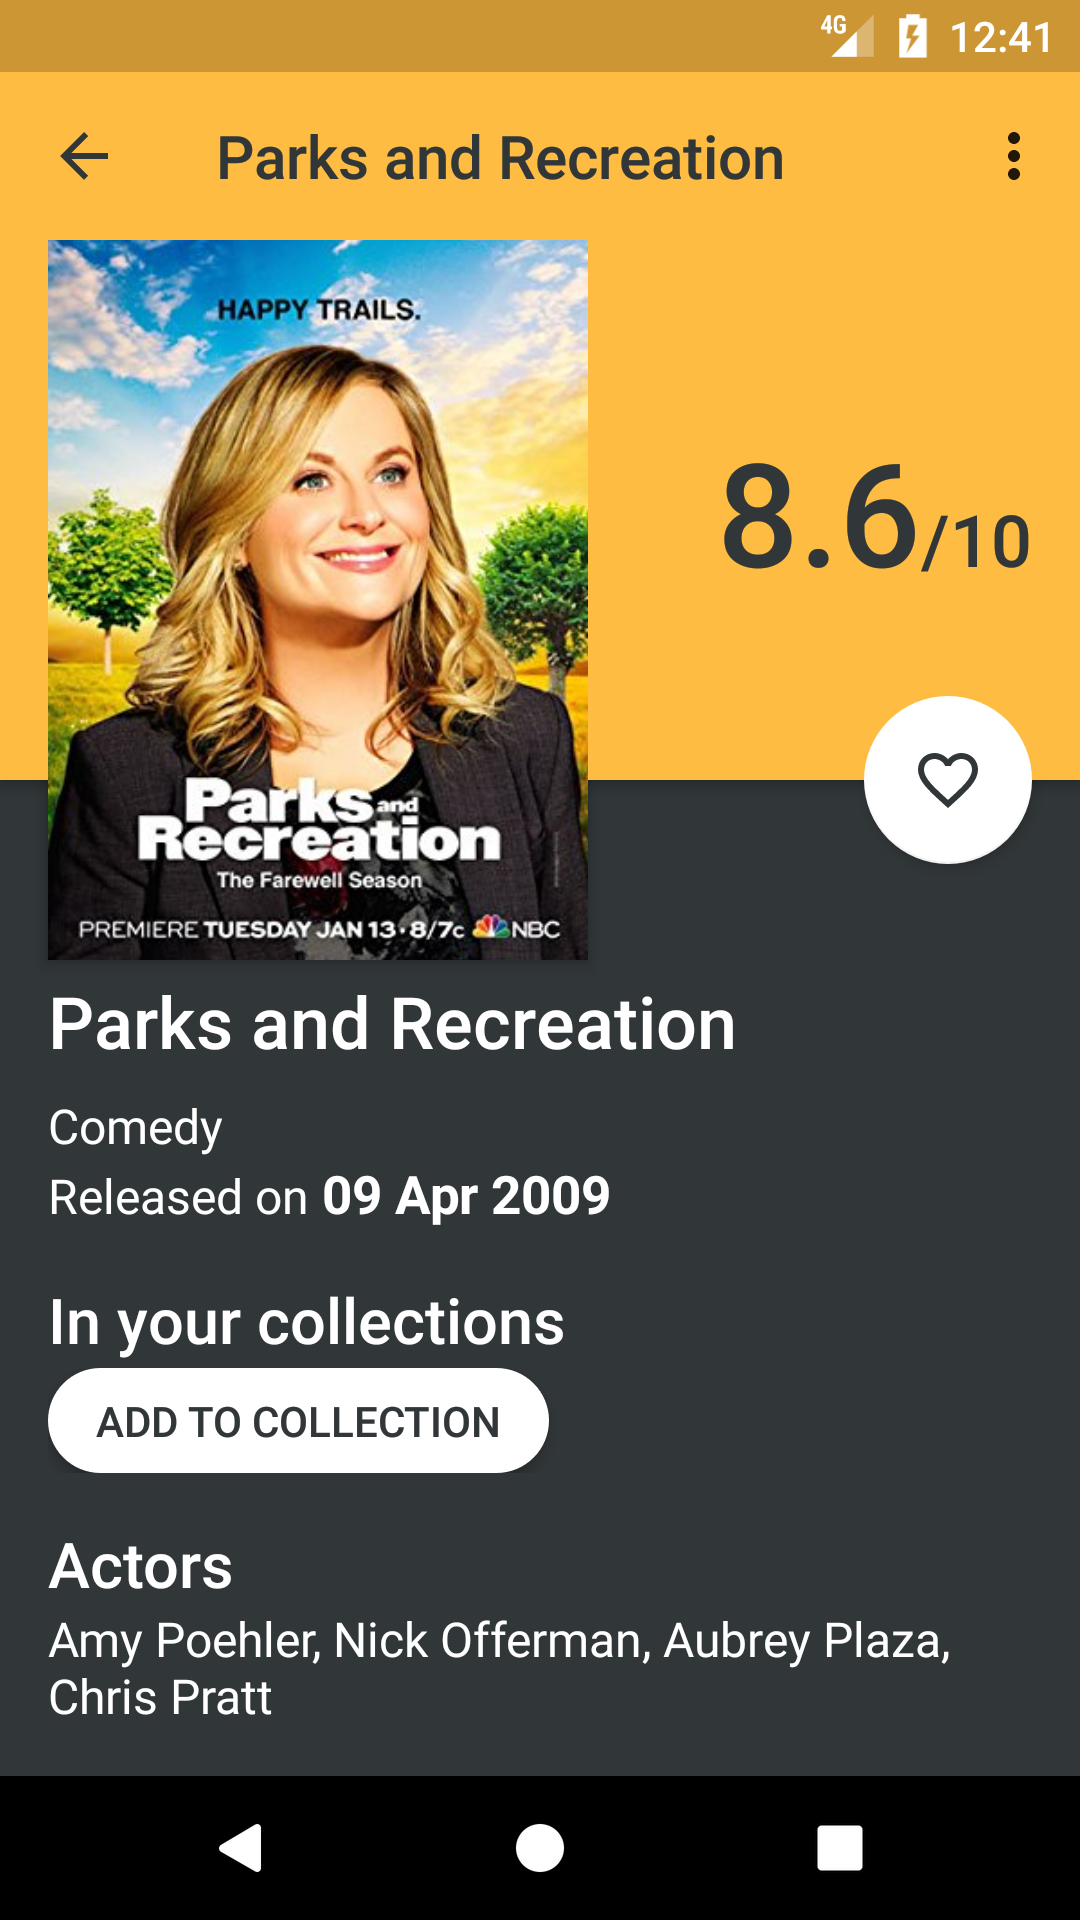 4G 12:41
Parks and Recreation
HAPPY TRAILS.
8.6/10
Parks and
Recreation
The Farewell Season
PREMIERE TUESDAY JAN 13 • 8/7c NBC
Parks and Recreation
Comedy
Released on 09 Apr 2009
In your collections
ADD TO COLLECTION
Actors
Amy Poehler, Nick Offerman, Aubrey Plaza,
Chris Pratt